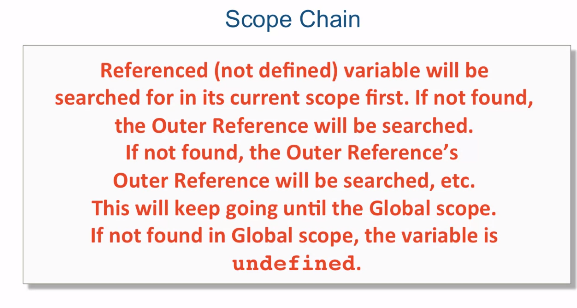 Scope Chain
Referenced (not defined) variable will be
searched for in its current scope first. If not found,
the Outer Reference will be searched.
If not found, the Outer Reference’s
Outer Reference will be searched, etc.
This will keep going until the Global scope.
If not found in Global scope, the variable is
undefined.